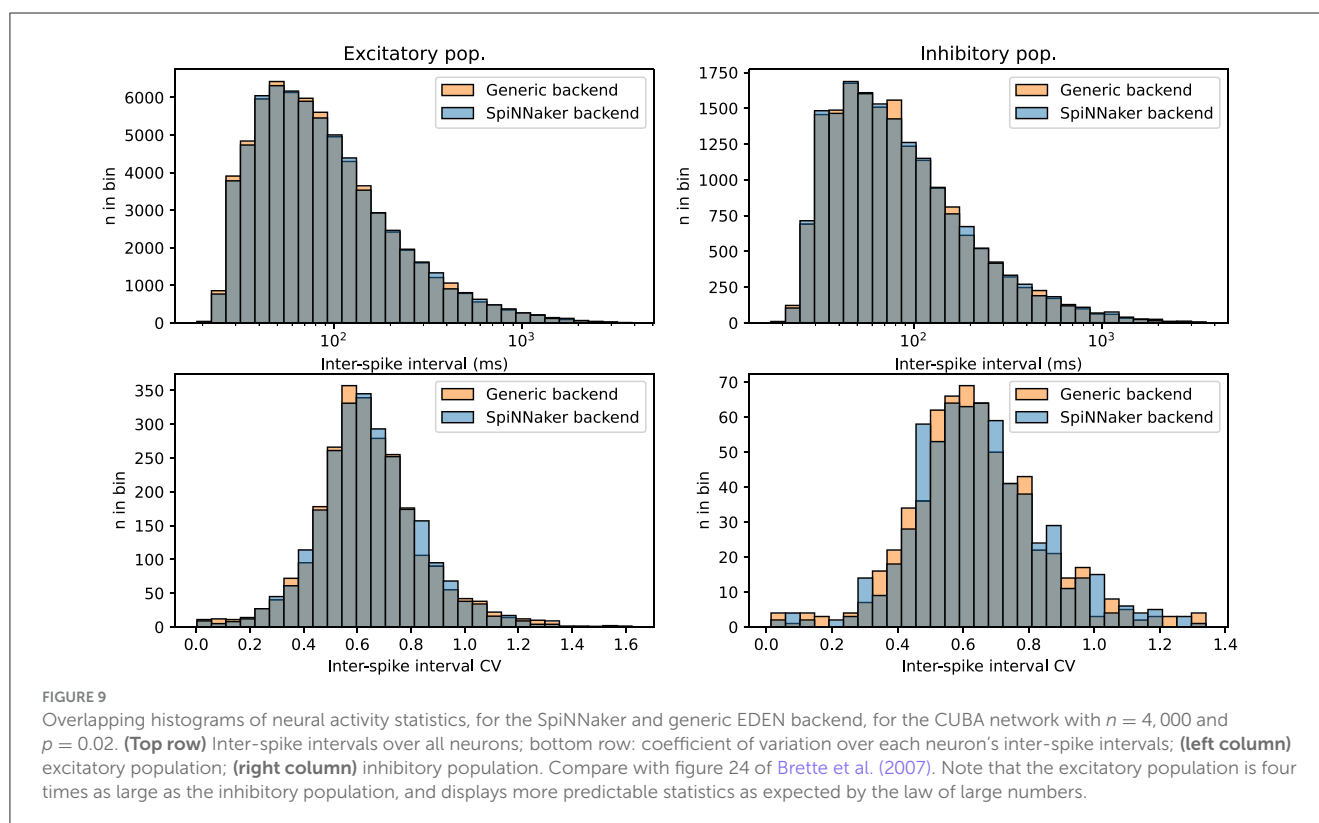 Excitatory pop.
Inhibitory pop.
n in bin
6000
5000
4000
3000
2000
1000
0
Generic backend
SpiNNaker backend
10²
10³
Inter-spike interval (ms)
n in bin
1750
1500
1250
1000
750
500
250
0
Generic backend
SpiNNaker backend
10²
10³
Inter-spike interval (ms)
n in bin
350
300
250
200
150
100
50
0
Generic backend
SpiNNaker backend
0.0 0.2 0.4 0.6 0.8 1.0 1.2 1.4 1.6
Inter-spike interval CV
n in bin
70
60
50
40
30
20
10
0
Generic backend
SpiNNaker backend
0.0 0.2 0.4 0.6 0.8 1.0 1.2 1.4
Inter-spike interval CV
FIGURE 9
Overlapping histograms of neural activity statistics, for the SpiNNaker and generic EDEN backend, for the CUBA network with n = 4,000 and
p = 0.02. (Top row) Inter-spike intervals over all neurons; bottom row: coefficient of variation over each neuron's inter-spike intervals; (left column)
excitatory population; (right column) inhibitory population. Compare with figure 24 of Brette et al. (2007). Note that the excitatory population is four
times as large as the inhibitory population, and displays more predictable statistics as expected by the law of large numbers.